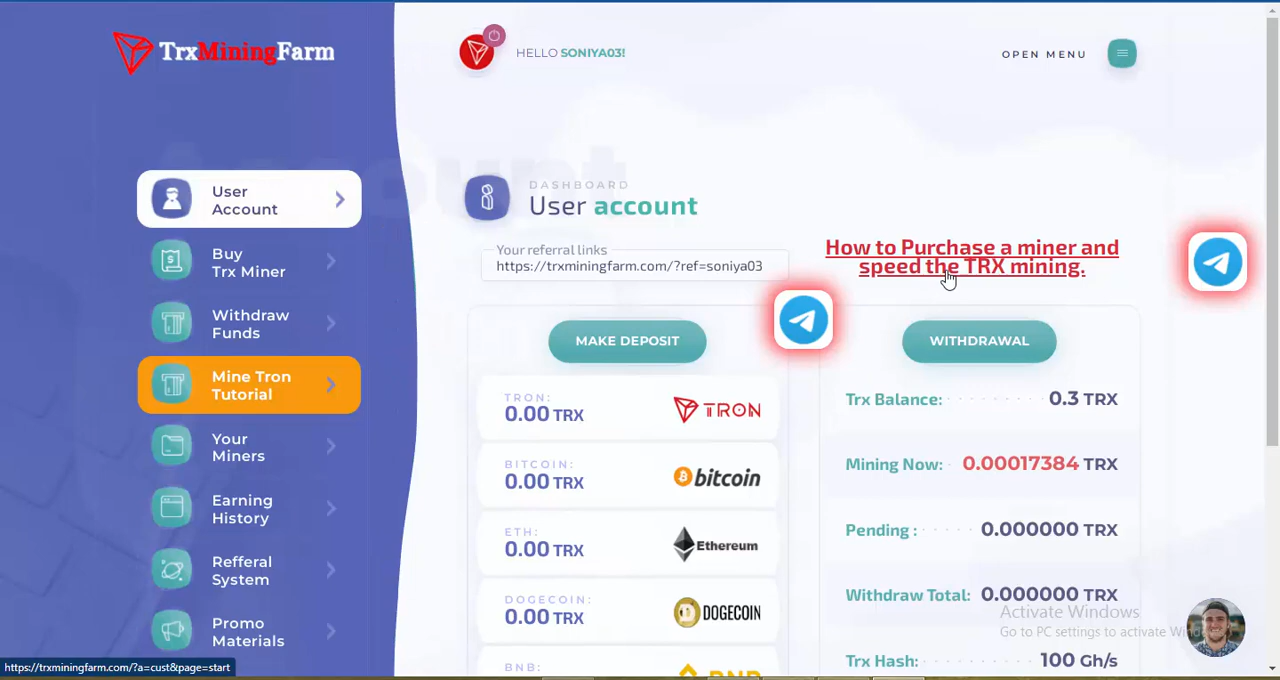 TrxMiningFarm
HELLO SONIYA03!
OPEN MENU
User
Account
Buy
Trx Miner
Withdraw
Funds
Mine Tron
Tutorial
Your
Miners
Earning
History
Refferal
System
Promo
Materials
DASHBOARD
User account
Your referral links
https://trxminingfarm.com/?ref=soniya03
How to Purchase a miner and
speed the TRX mining.
MAKE DEPOSIT
TRON:
0.00 TRX
TRON
BITCOIN:
0.00 TRX
bitcoin
ETH:
0.00 TRX
Ethereum
DOGECOIN:
0.00 TRX
DOGECOIN
BNB:
BNB
WITHDRAWAL
Trx Balance: 0.3 TRX
Mining Now: 0.00017384 TRX
Pending : 0.000000 TRX
Withdraw Total: 0.000000 TRX
Trx Hash: 100 Gh/s
Activate Windows
Go to PC settings to activate
https://trxminingfarm.com/?a=cust&page=start